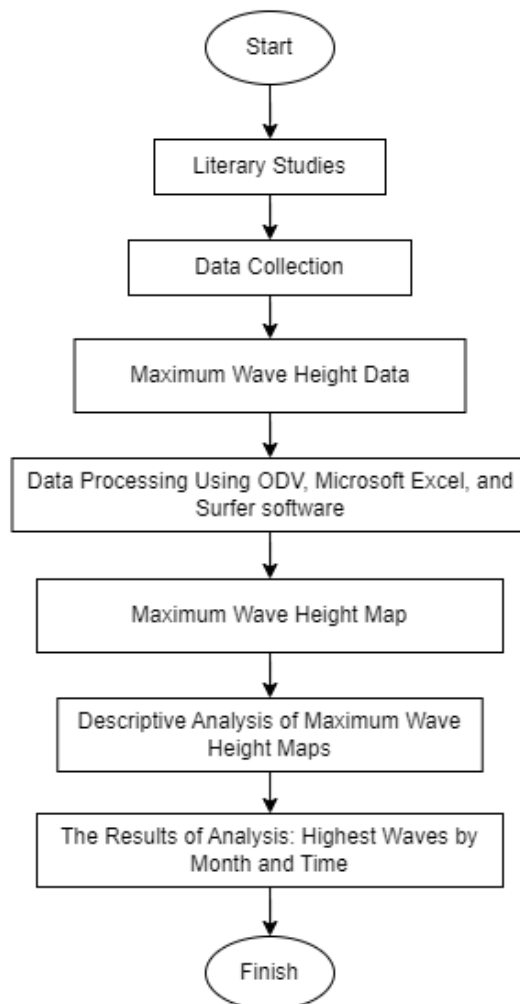 Start
Literary Studies
Data Collection
Maximum Wave Height Data
Data Processing Using ODV, Microsoft Excel, and
Surfer software
Maximum Wave Height Map
Descriptive Analysis of Maximum Wave
Height Maps
The Results of Analysis: Highest Waves by
Month and Time
Finish